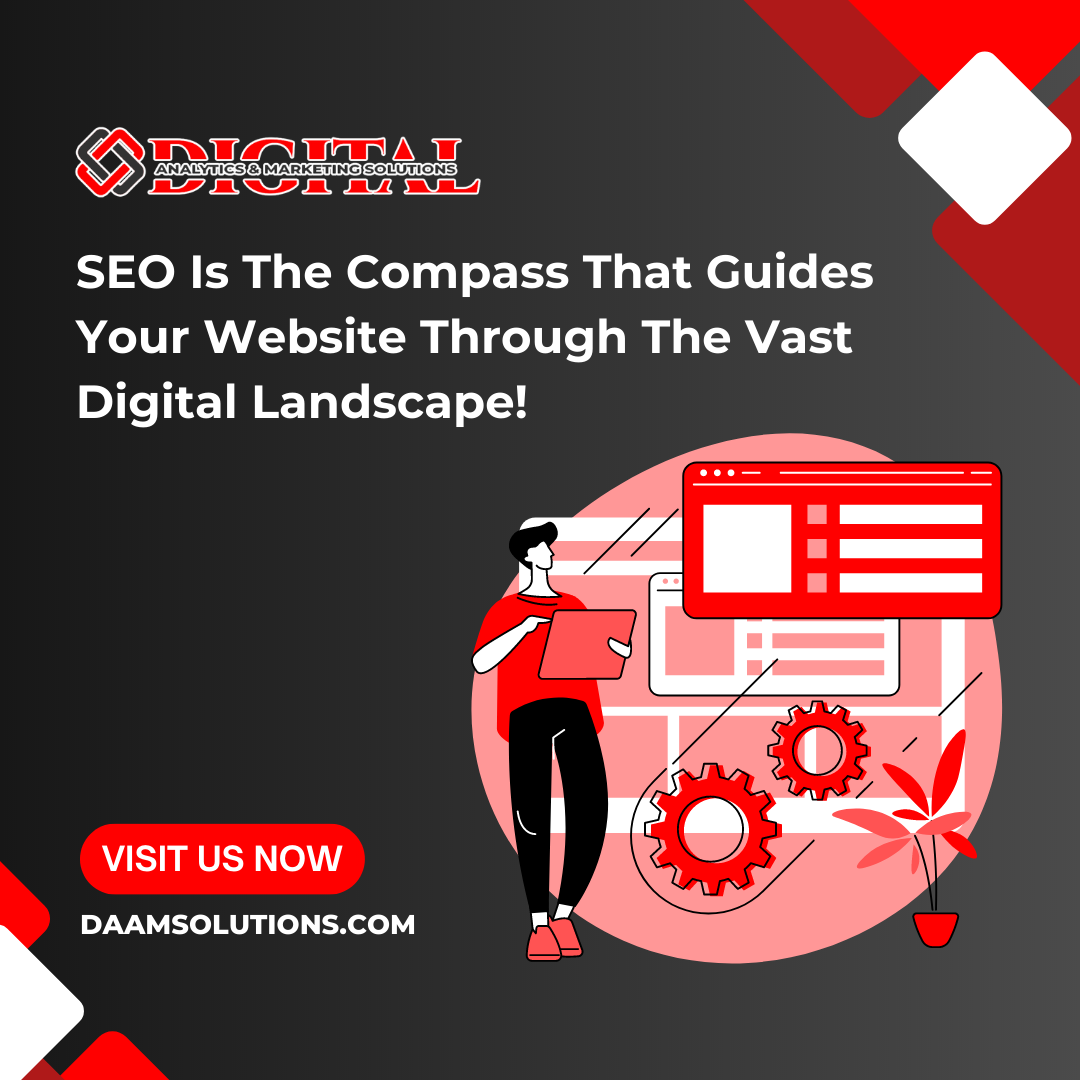 DIGITAL
ANALYTICS & MARKETING SOLUTIONS
SEO Is The Compass That Guides
Your Website Through The Vast
Digital Landscape!
VISIT US NOW
DAAMSOLUTIONS.COM